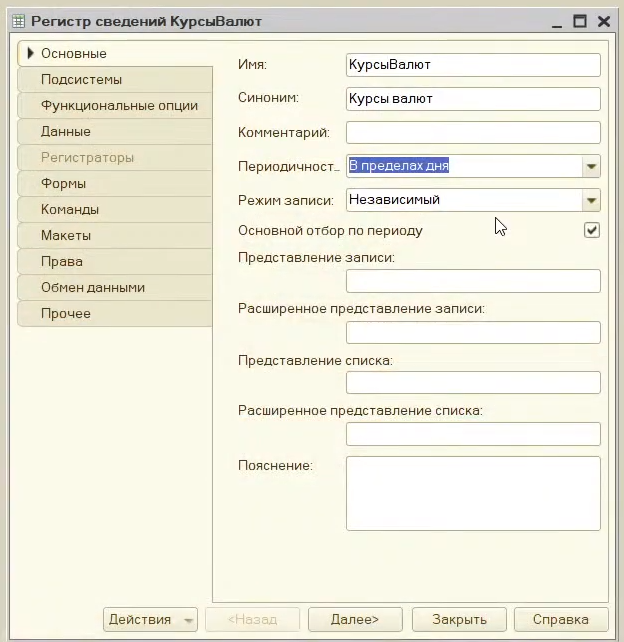 Регистр сведений КурсыВалют
Основные
Подсистемы
Функциональные опции
Данные
Регистраторы
Формы
Команды
Макеты
Права
Обмен данными
Прочее
Имя: КурсыВалют
Синоним: Курсы валют
Комментарий:
Периодичност... В пределах дня
Режим записи: Независимый
Основной отбор по периоду
Представление записи:
Расширенное представление записи:
Представление списка:
Расширенное представление списка:
Пояснение:
Действия <Назад Далее> Закрыть Справка